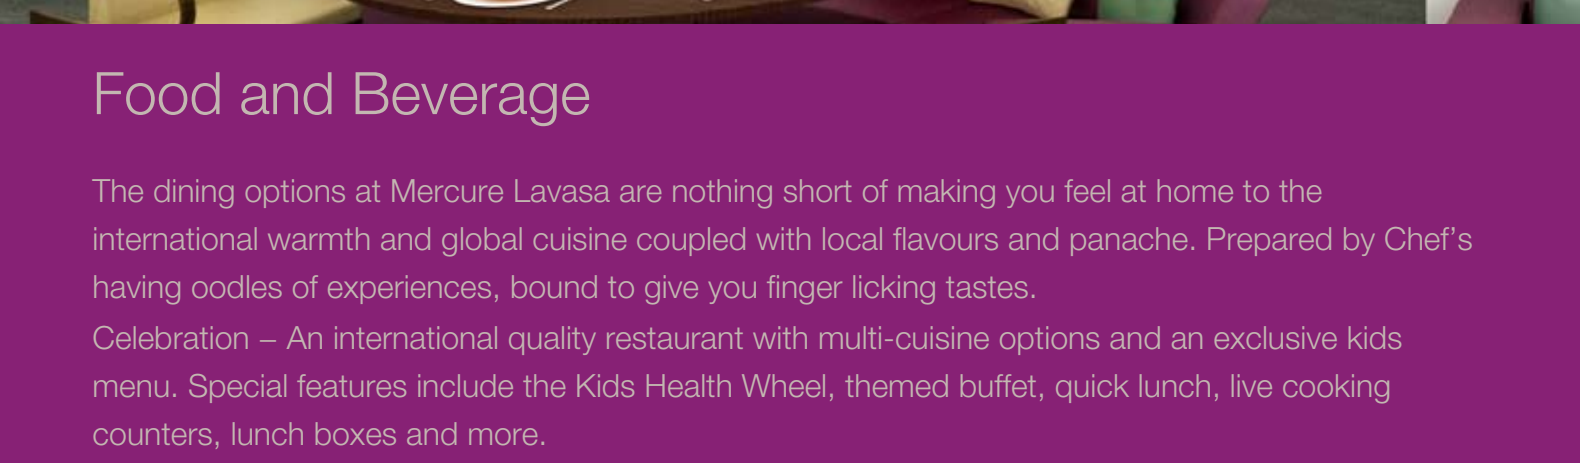 Food and Beverage
The dining options at Mercure Lavasa are nothing short of making you feel at home to the
international warmth and global cuisine coupled with local flavours and panache. Prepared by Chef’s
having oodles of experiences, bound to give you finger licking tastes.
Celebration – An international quality restaurant with multi-cuisine options and an exclusive kids
menu. Special features include the Kids Health Wheel, themed buffet, quick lunch, live cooking
counters, lunch boxes and more.